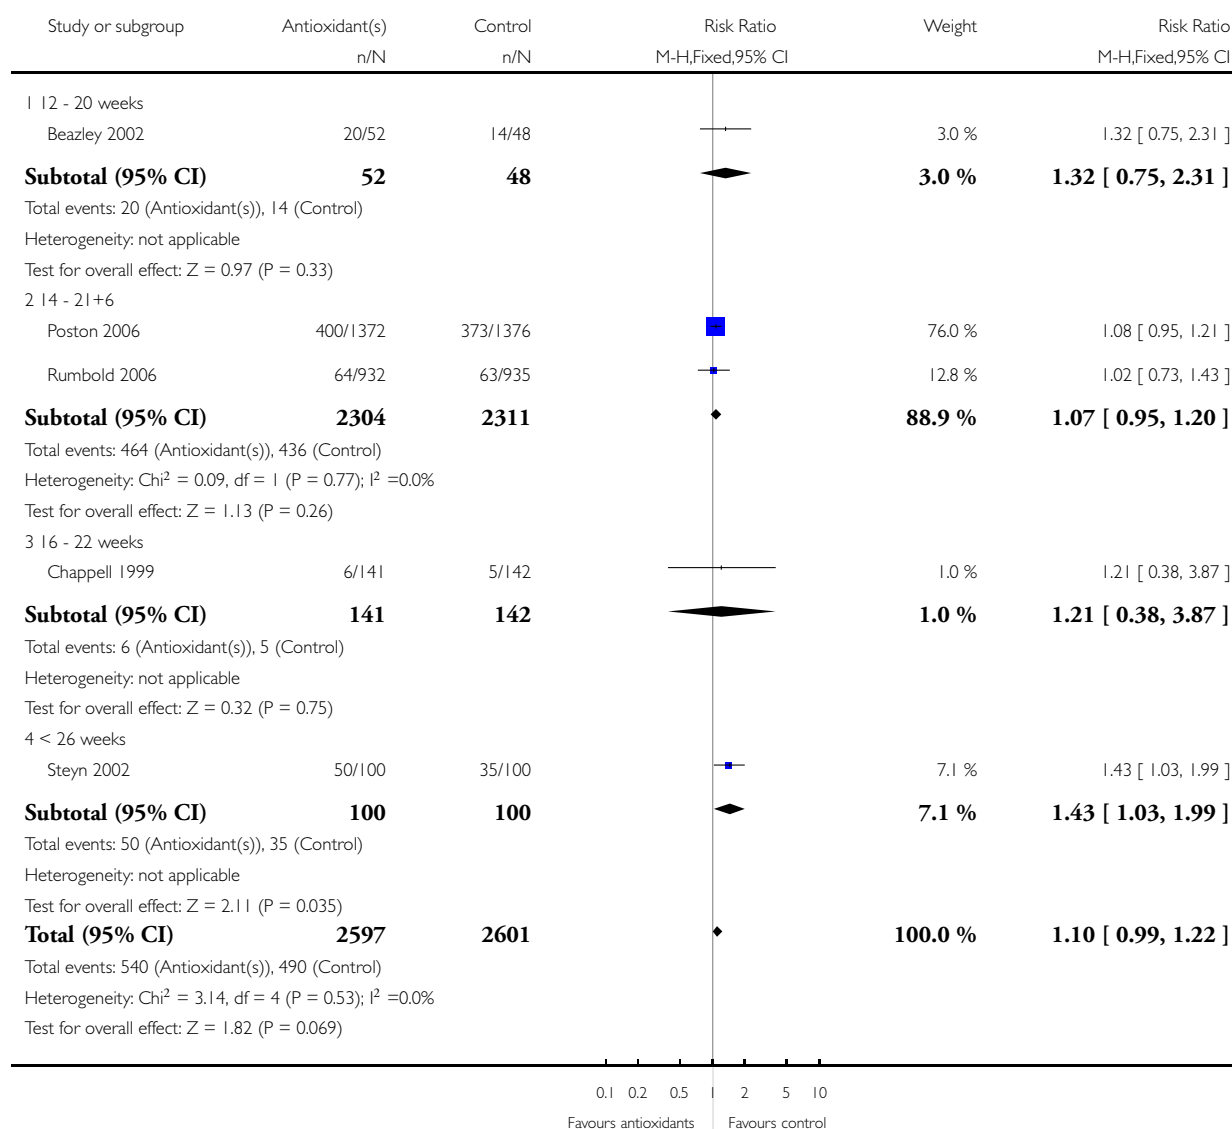 Study or subgroup Antioxidant(s) Control Risk Ratio Weight Risk Ratio
n/N n/N M-H,Fixed,95% CI M-H,Fixed,95% CI
1 12 - 20 weeks
Beazley 2002 20/52 14/48 3.0 % 1.32 [ 0.75, 2.31 ]
Subtotal (95% CI) 52 48 3.0 % 1.32 [ 0.75, 2.31 ]
Total events: 20 (Antioxidant(s)), 14 (Control)
Heterogeneity: not applicable
Test for overall effect: Z = 0.97 (P = 0.33)
2 14 - 21+6
Poston 2006 400/1372 373/1376 76.0 % 1.08 [ 0.95, 1.21 ]
Rumbold 2006 64/932 63/935 12.8 % 1.02 [ 0.73, 1.43 ]
Subtotal (95% CI) 2304 2311 88.9 % 1.07 [ 0.95, 1.20 ]
Total events: 464 (Antioxidant(s)), 436 (Control)
Heterogeneity: Chi² = 0.09, df = 1 (P = 0.77); I² =0.0%
Test for overall effect: Z = 1.13 (P = 0.26)
3 16 - 22 weeks
Chappell 1999 6/141 5/142 1.0 % 1.21 [ 0.38, 3.87 ]
Subtotal (95% CI) 141 142 1.0 % 1.21 [ 0.38, 3.87 ]
Total events: 6 (Antioxidant(s)), 5 (Control)
Heterogeneity: not applicable
Test for overall effect: Z = 0.32 (P = 0.75)
4 < 26 weeks
Steyn 2002 50/100 35/100 7.1 % 1.43 [ 1.03, 1.99 ]
Subtotal (95% CI) 100 100 7.1 % 1.43 [ 1.03, 1.99 ]
Total events: 50 (Antioxidant(s)), 35 (Control)
Heterogeneity: not applicable
Test for overall effect: Z = 2.11 (P = 0.035)
Total (95% CI) 2597 2601 100.0 % 1.10 [ 0.99, 1.22 ]
Total events: 540 (Antioxidant(s)), 490 (Control)
Heterogeneity: Chi² = 3.14, df = 4 (P = 0.53); I² =0.0%
Test for overall effect: Z = 1.82 (P = 0.069)
0.1 0.2 0.5 1 2 5 10
Favours antioxidants Favours control